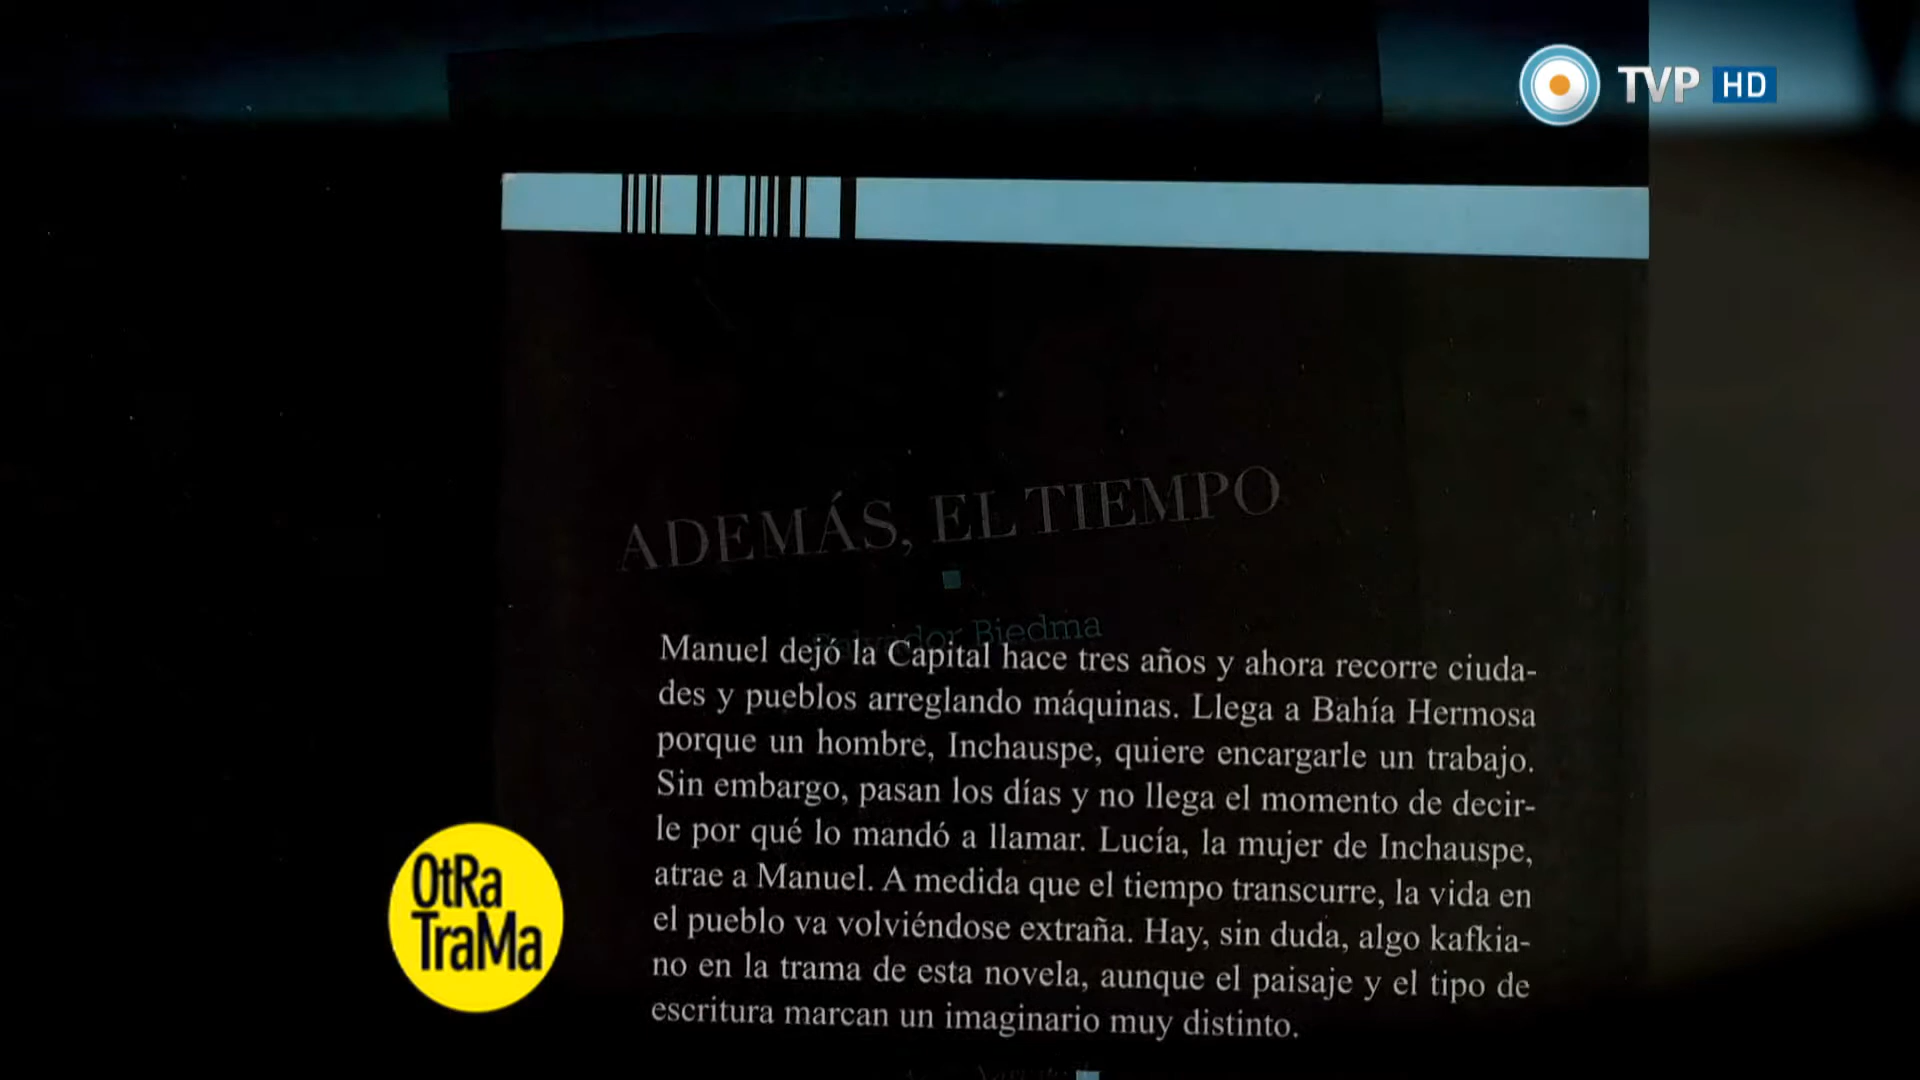 TVP HD
ADEMÁS, EL TIEMPO
Salvador Biedma
Manuel dejó la Capital hace tres años y ahora recorre ciuda-
des y pueblos arreglando máquinas. Llega a Bahía Hermosa
porque un hombre, Inchauspe, quiere encargarle un trabajo.
Sin embargo, pasan los días y no llega el momento de decir-
le por qué lo mandó a llamar. Lucía, la mujer de Inchauspe,
atrae a Manuel. A medida que el tiempo transcurre, la vida en
el pueblo va volviéndose extraña. Hay, sin duda, algo kafkia-
no en la trama de esta novela, aunque el paisaje y el tipo de
escritura marcan un imaginario muy distinto.
OtRa
TraMa